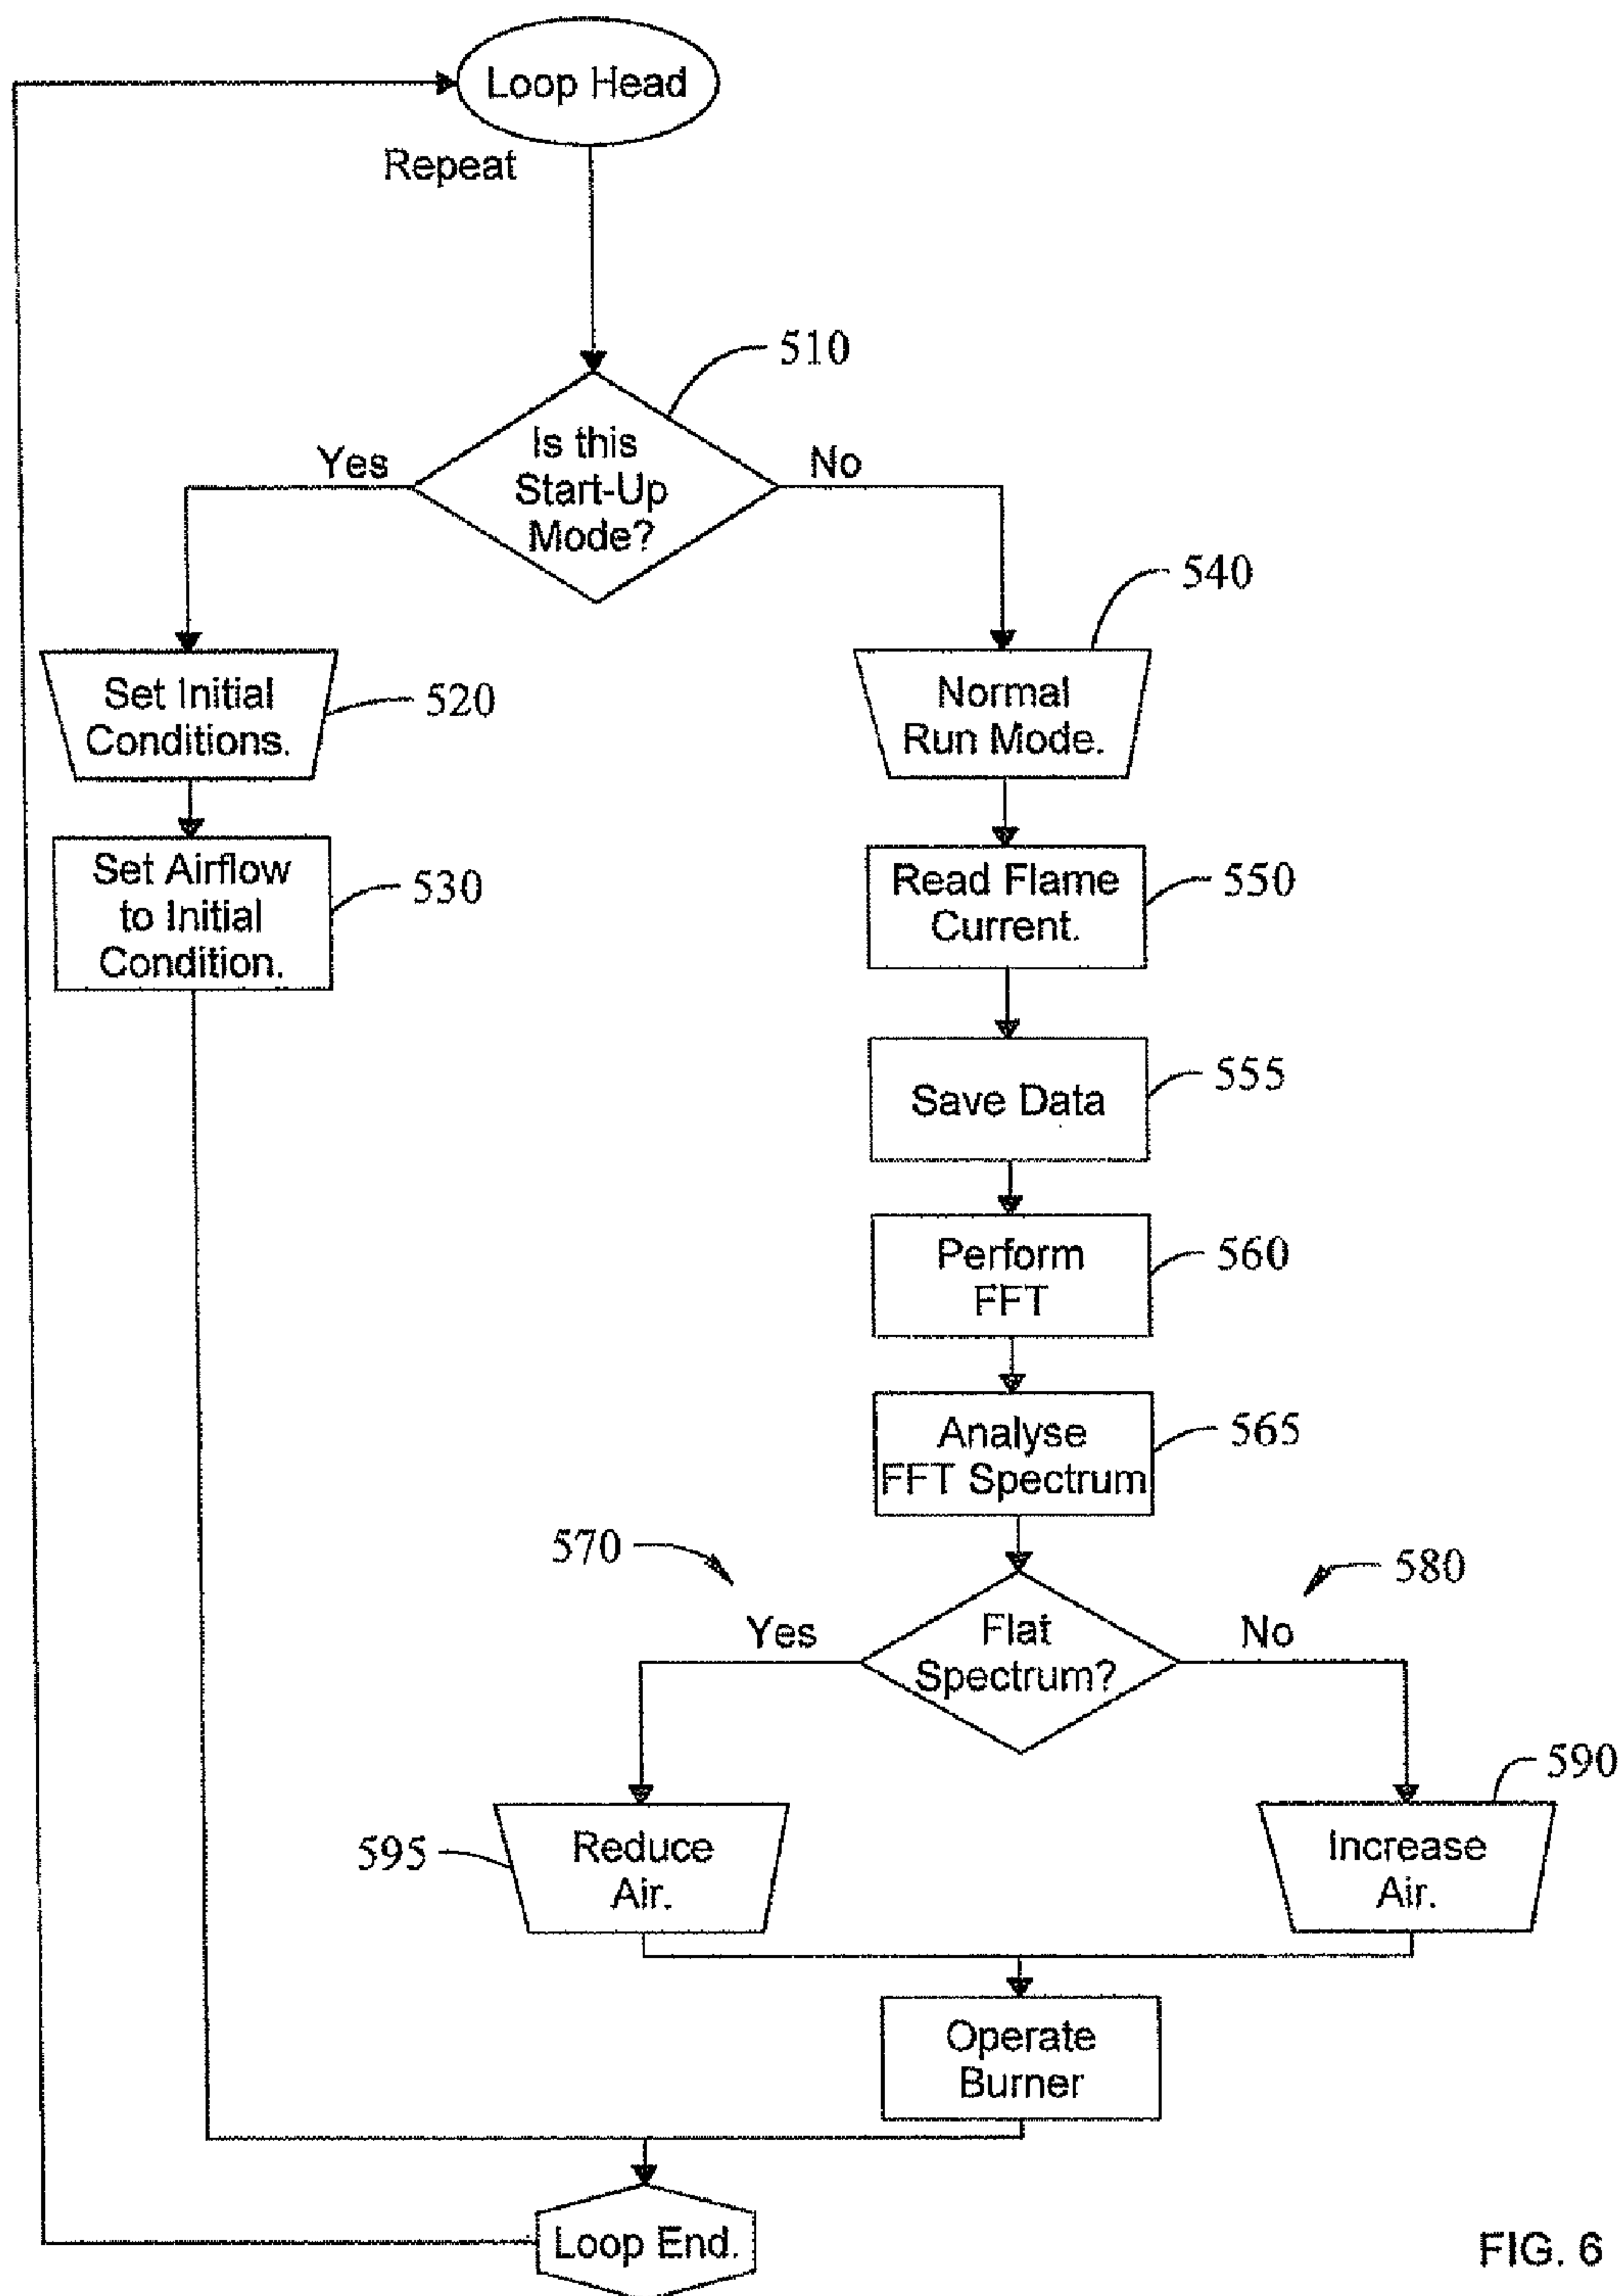 Loop Head
Repeat
510
Is this
Start-Up
Mode?
Yes
No
540
Set Initial
Conditions.
520
Normal
Run Mode.
Set Airflow
to Initial
Condition.
530
Read Flame
Current.
550
Save Data
555
Perform
FFT
560
Analyse
FFT Spectrum
565
570
580
Yes
Flat
Spectrum?
No
590
595
Reduce
Air.
Increase
Air.
Operate
Burner
Loop End.
FIG. 6